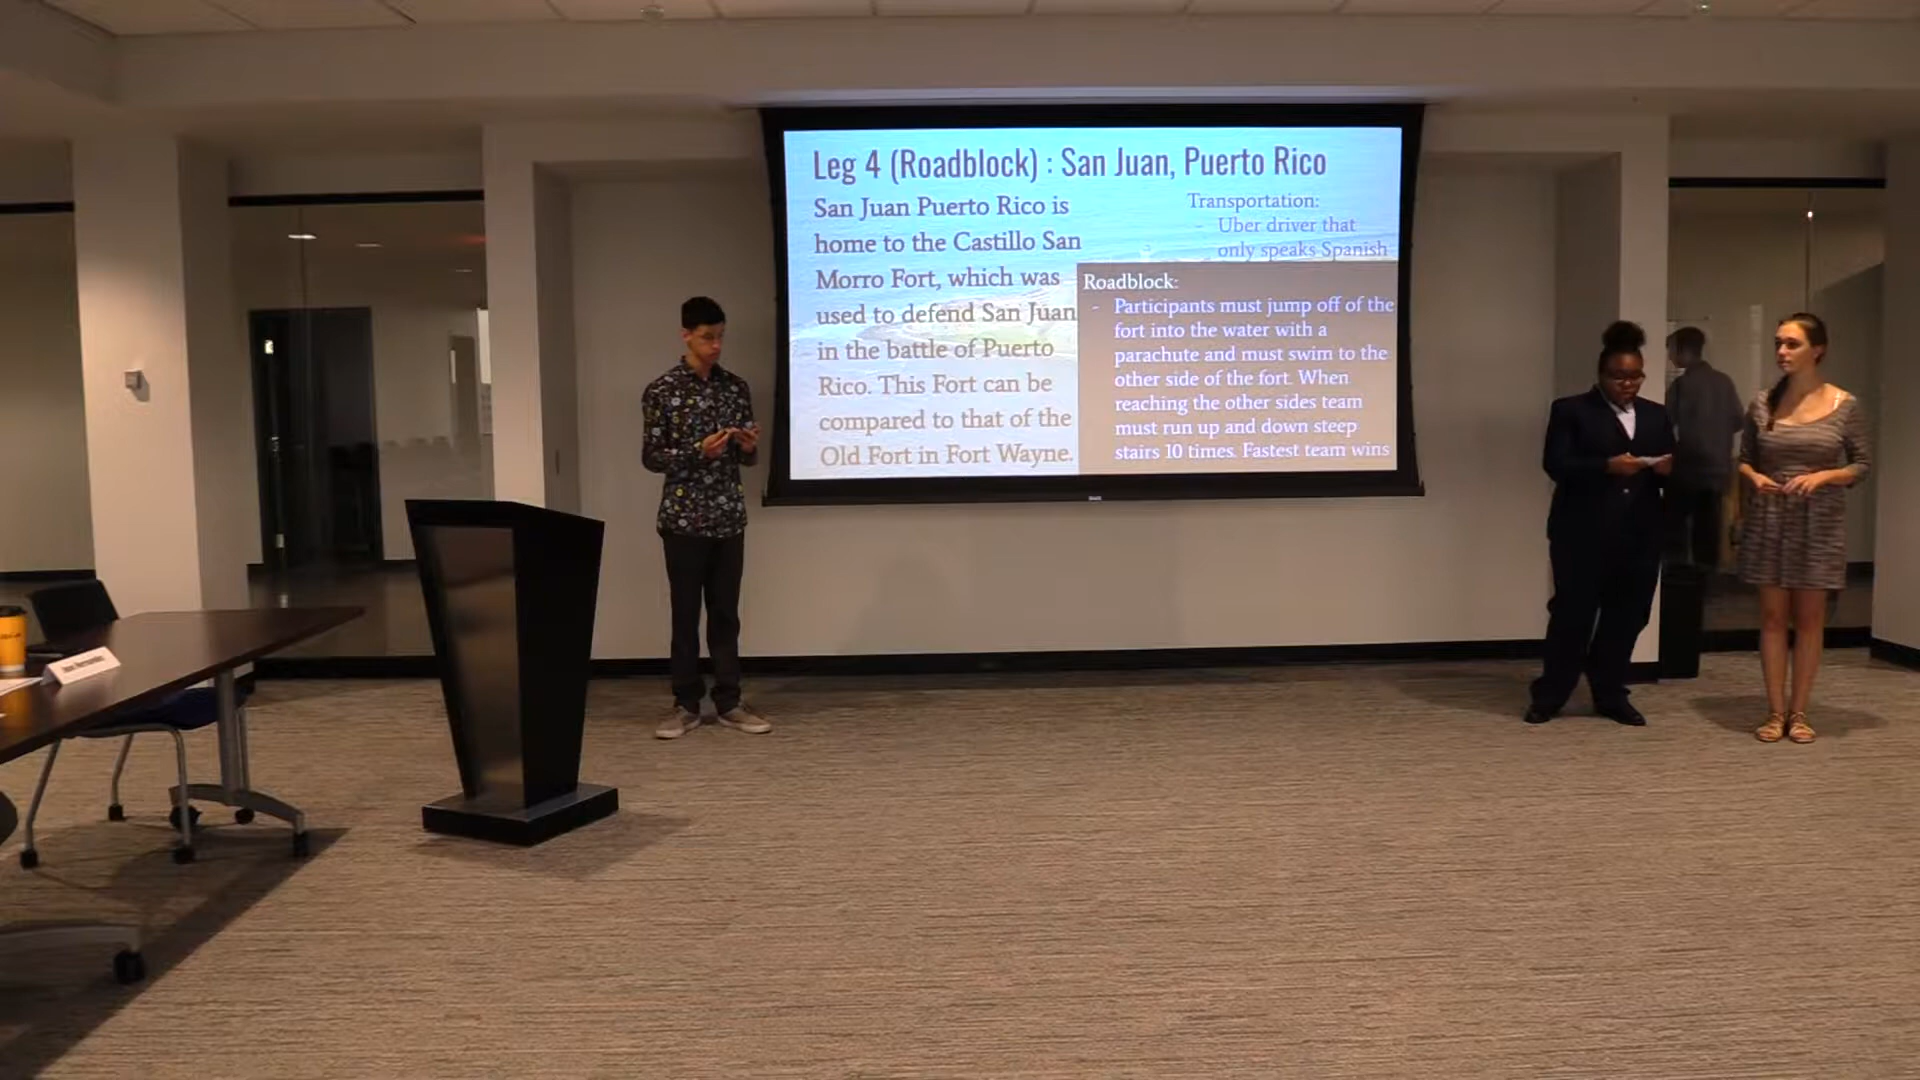 Leg 4 (Roadblock) : San Juan, Puerto Rico
San Juan Puerto Rico is
home to the Castillo San
Morro Fort, which was
used to defend San Juan
in the battle of Puerto
Rico. This Fort can be
compared to that of the
Old Fort in Fort Wayne.
Transportation:
- Uber driver that
only speaks Spanish
Roadblock:
- Participants must jump off of the
fort into the water with a
parachute and must swim to the
other side of the fort. When
reaching the other sides team
must run up and down steep
stairs 10 times. Fastest team wins